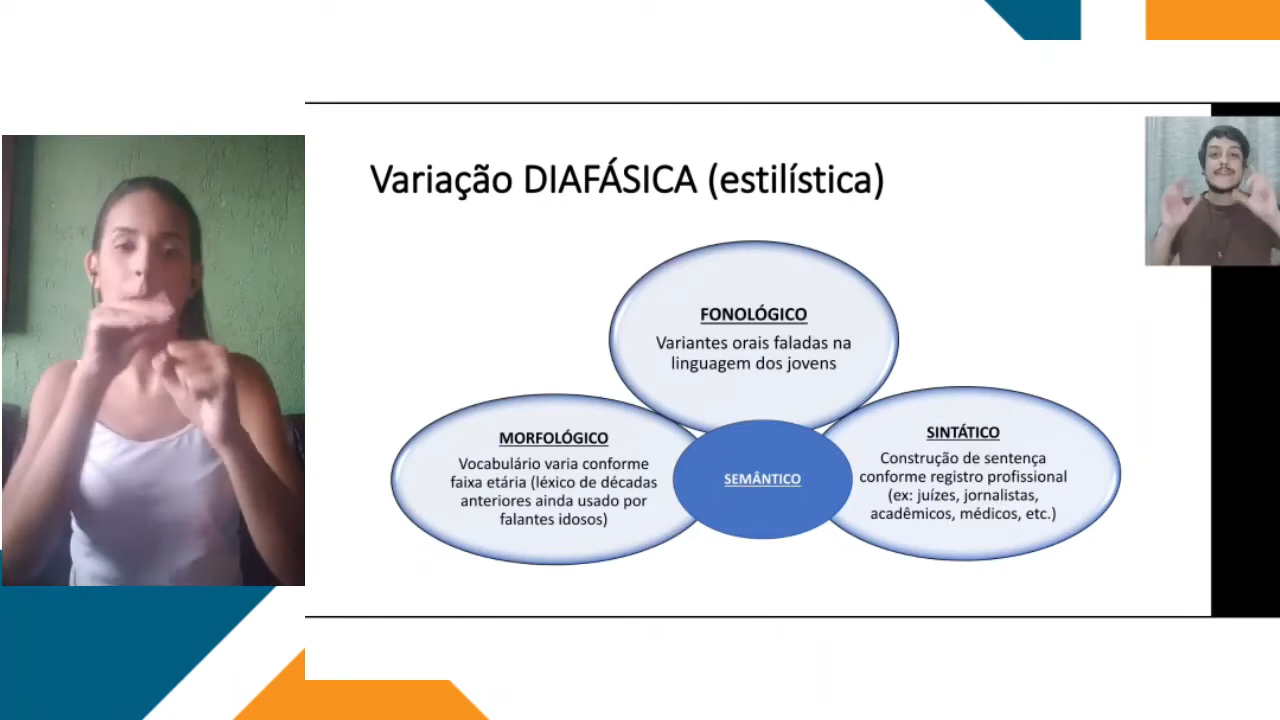 Variação DIAFÁSICA (estilística)
FONOLÓGICO
Variantes orais faladas na
linguagem dos jovens
MORFOLÓGICO
Vocabulário varia conforme
faixa etária (léxico de décadas
anteriores ainda usado por
falantes idosos)
SEMÂNTICO
SINTÁTICO
Construção de sentença
conforme registro profissional
(ex: juízes, jornalistas,
acadêmicos, médicos, etc.)